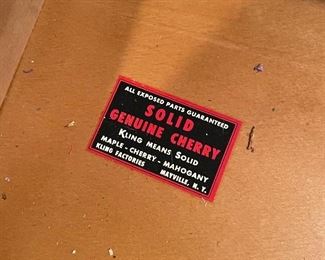 ALL EXPOSED PARTS GUARANTEED
SOLID
GENUINE CHERRY
KLING MEANS SOLID
MAPLE - CHERRY - MAHOGANY
KLING FACTORIES MAYVILLE, N. Y.